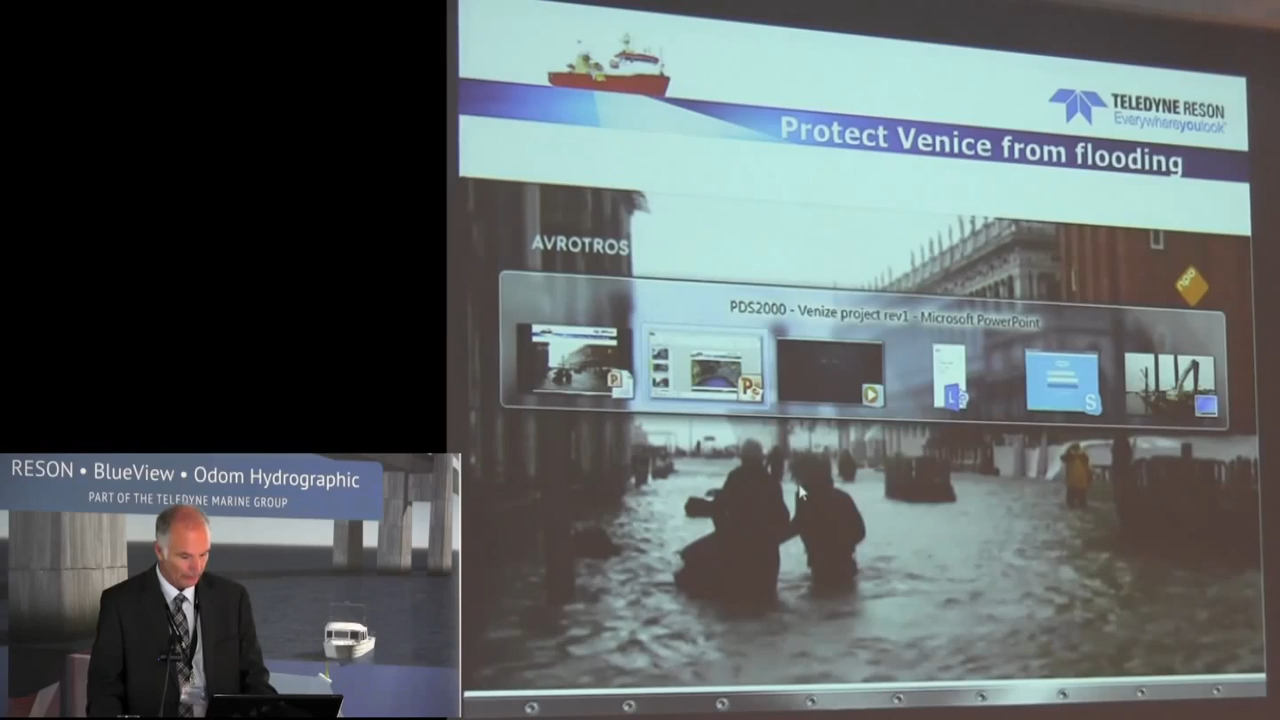 TELEDYNE RESON
Everywhereyoulook
Protect Venice from flooding
AVROTROS
npo
PDS2000 - Venize project rev1 - Microsoft PowerPoint
RESON • BlueView • Odom Hydrographic
PART OF THE TELEDYNE MARINE GROUP